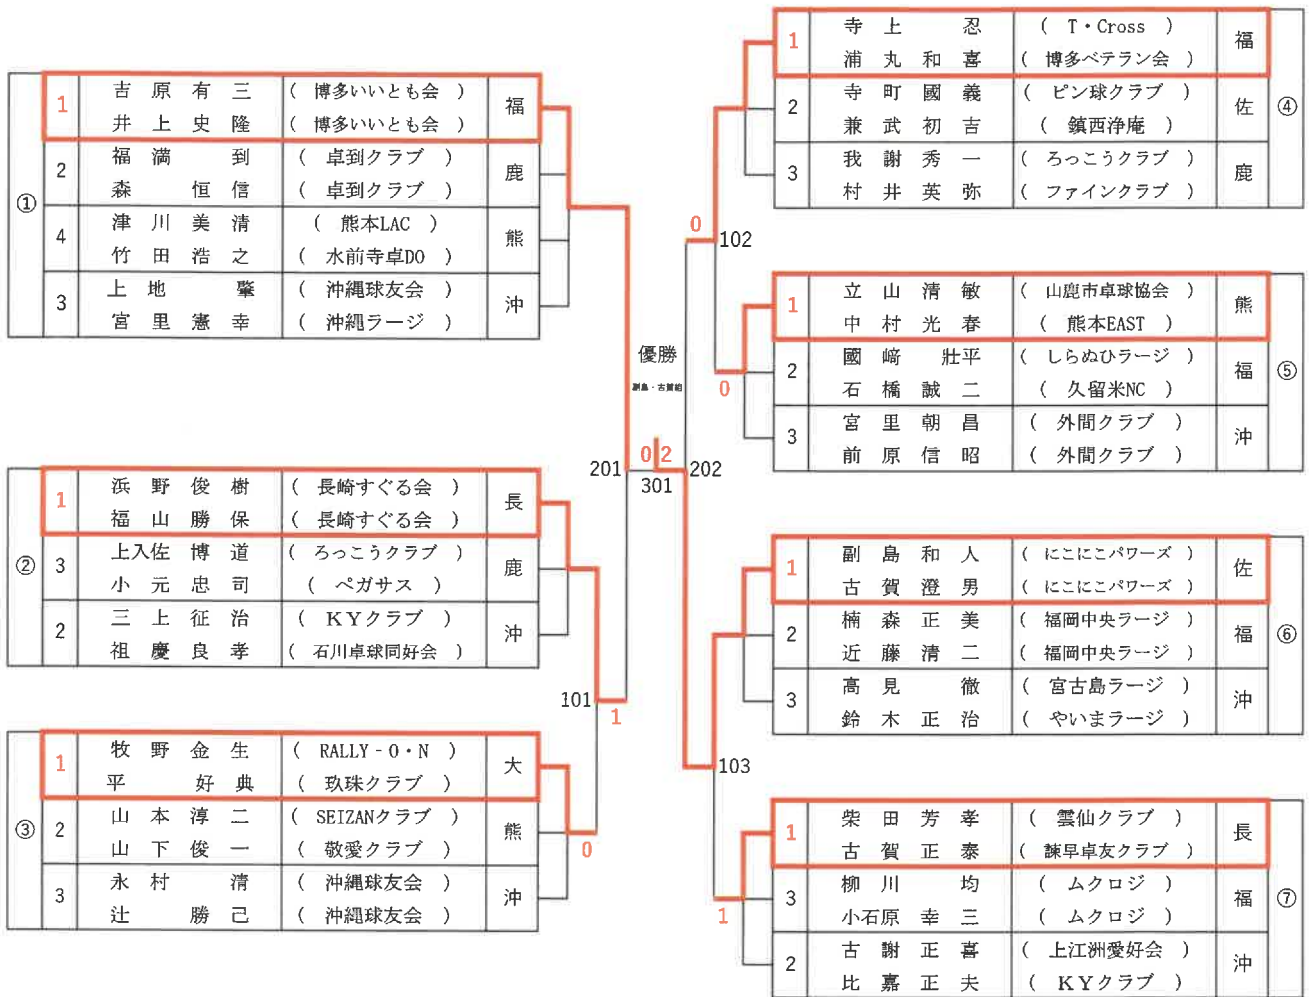 ①
1 吉原有三 ( 博多いいとも会 ) 福
井上史隆 ( 博多いいとも会 )
2 福満 到 ( 卓到クラブ ) 鹿
森 恒信 ( 卓到クラブ )
4 津川美清 ( 熊本LAC ) 熊
竹田浩之 ( 水前寺卓DO )
3 上地 肇 ( 沖縄球友会 ) 沖
宮里憲幸 ( 沖縄ラージ )
②
1 浜野俊樹 ( 長崎すぐる会 ) 長
福山勝保 ( 長崎すぐる会 )
3 上入佐博道 ( ろっこうクラブ ) 鹿
小元忠司 ( ペガサス )
2 三上征治 ( KYクラブ ) 沖
祖慶良孝 ( 石川卓球同好会 )
③
1 牧野金生 ( RALLY-O・N ) 大
平 好典 ( 玖珠クラブ )
2 山本淳二 ( SEIZANクラブ ) 熊
山下俊一 ( 敬愛クラブ )
3 永村 清 ( 沖縄球友会 ) 沖
辻 勝己 ( 沖縄球友会 )
101
1
0
201
優勝
副島・古賀組
0 2
301
202
0
102
0
103
1
④
1 寺上 忍 ( T・Cross ) 福
浦丸和喜 ( 博多ベテラン会 )
2 寺町國義 ( ピン球クラブ ) 佐
兼武初吉 ( 鎮西浄庵 )
3 我謝秀一 ( ろっこうクラブ ) 鹿
村井英弥 ( ファインクラブ )
⑤
1 立山清敏 ( 山鹿市卓球協会 ) 熊
中村光春 ( 熊本EAST )
2 國﨑 壯平 ( しらぬひラージ ) 福
石橋誠二 ( 久留米NC )
3 宮里朝昌 ( 外間クラブ ) 沖
前原信昭 ( 外間クラブ )
⑥
1 副島和人 ( にこにこパワーズ ) 佐
古賀澄男 ( にこにこパワーズ )
2 楠森正美 ( 福岡中央ラージ ) 福
近藤清二 ( 福岡中央ラージ )
3 高見 徹 ( 宮古島ラージ ) 沖
鈴木正治 ( やいまラージ )
⑦
1 柴田芳孝 ( 雲仙クラブ ) 長
古賀正泰 ( 諫早卓友クラブ )
3 柳川 均 ( ムクロジ ) 福
小石原幸三 ( ムクロジ )
2 古謝正喜 ( 上江洲愛好会 ) 沖
比嘉正夫 ( KYクラブ )